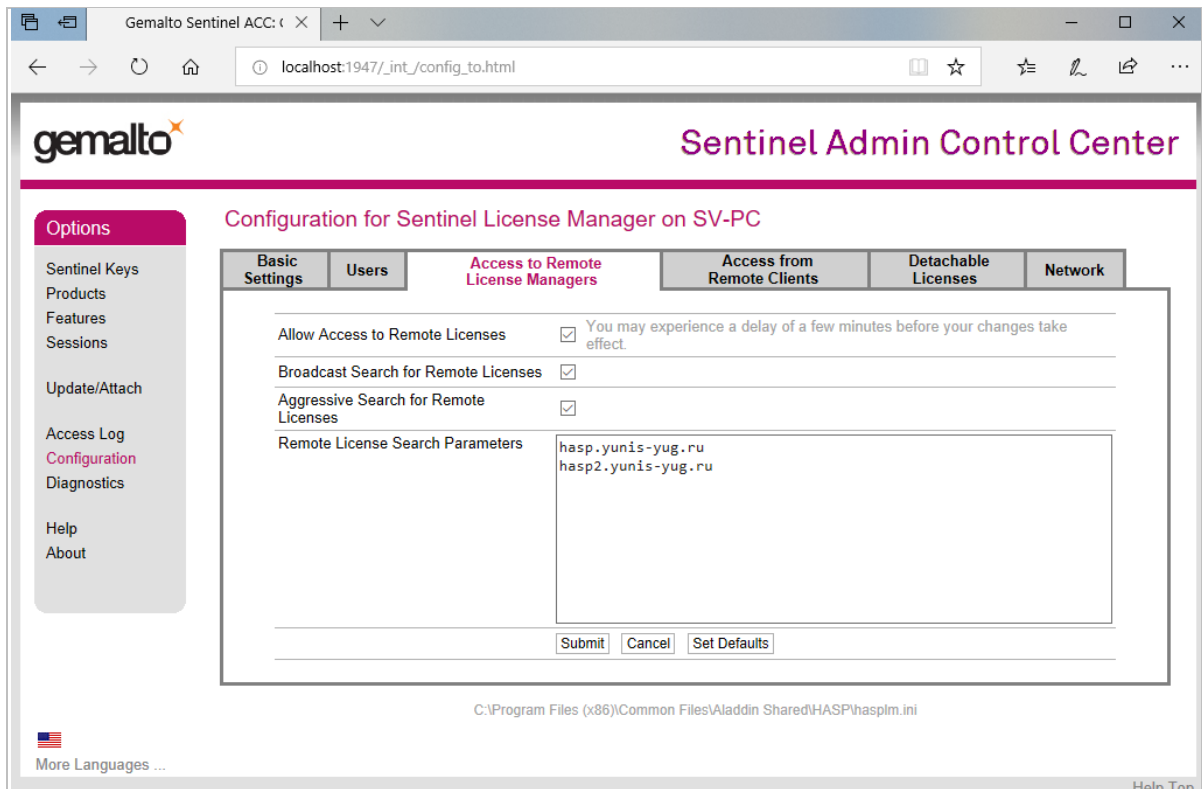 Gemalto Sentinel ACC: (
localhost:1947/_int_/config_to.html
gemalto
Sentinel Admin Control Center
Options
Sentinel Keys
Products
Features
Sessions
Update/Attach
Access Log
Configuration
Diagnostics
Help
About
Configuration for Sentinel License Manager on SV-PC
Basic
Settings
Users
Access to Remote
License Managers
Access from
Remote Clients
Detachable
Licenses
Network
Allow Access to Remote Licenses
You may experience a delay of a few minutes before your changes take
effect.
Broadcast Search for Remote Licenses
Aggressive Search for Remote
Licenses
Remote License Search Parameters
hasp.yunis-yug.ru
hasp2.yunis-yug.ru
Submit Cancel Set Defaults
C:\Program Files (x86)\Common Files\Aladdin Shared\HASP\hasplm.ini
More Languages ...
Help Top